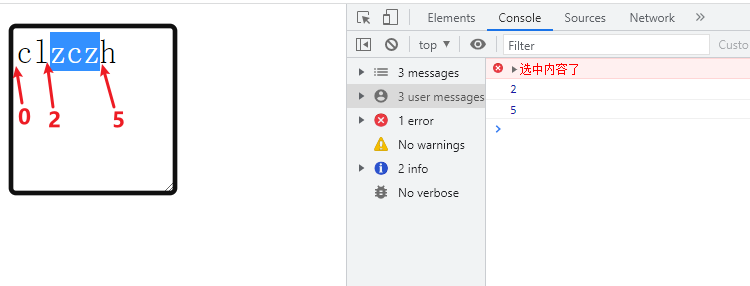 clzczh
0
2
5
Elements Console Sources Network »
top Filter Custom
3 messages
3 user messages
1 error
No warnings
2 info
No verbose
选中内容了
2
5